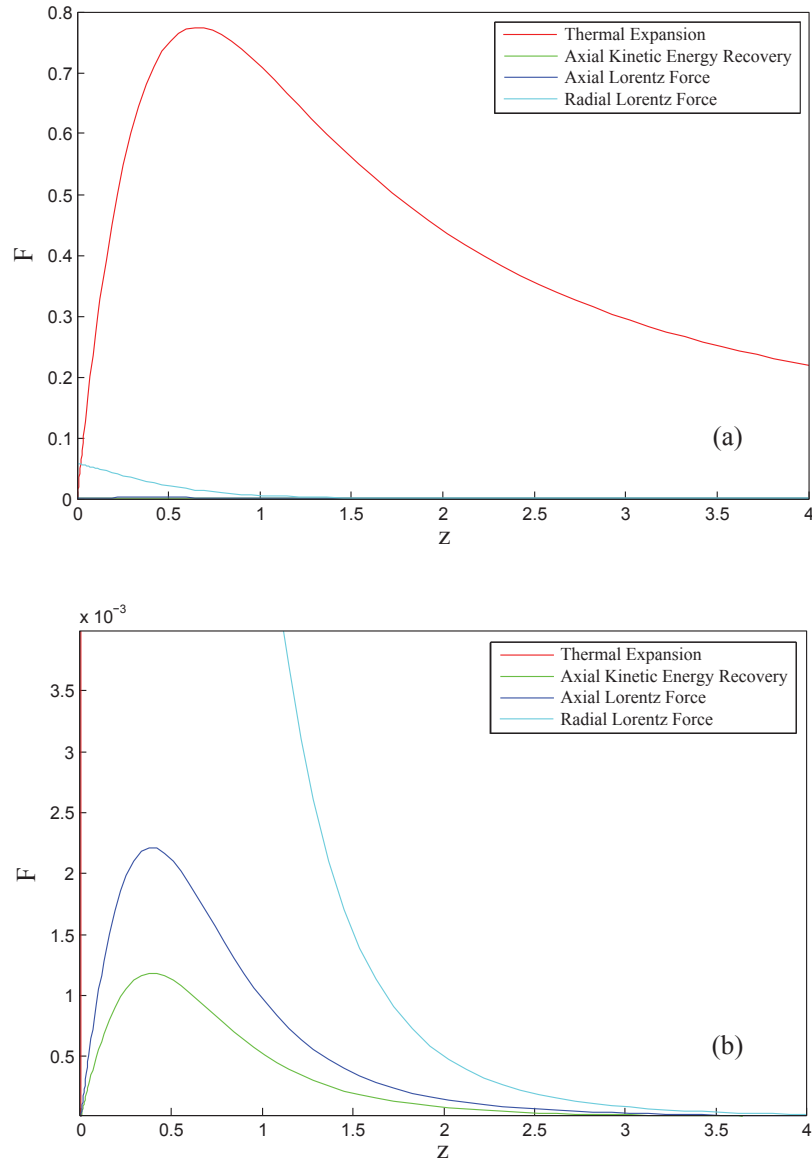 0.8
0.7
0.6
0.5
0.4
0.3
0.2
0.1
0
F
Thermal Expansion
Axial Kinetic Energy Recovery
Axial Lorentz Force
Radial Lorentz Force
(a)
0 0.5 1 1.5 2 2.5 3 3.5 4
z
x 10⁻³
3.5
3
2.5
2
1.5
1
0.5
F
Thermal Expansion
Axial Kinetic Energy Recovery
Axial Lorentz Force
Radial Lorentz Force
(b)
0 0.5 1 1.5 2 2.5 3 3.5 4
z